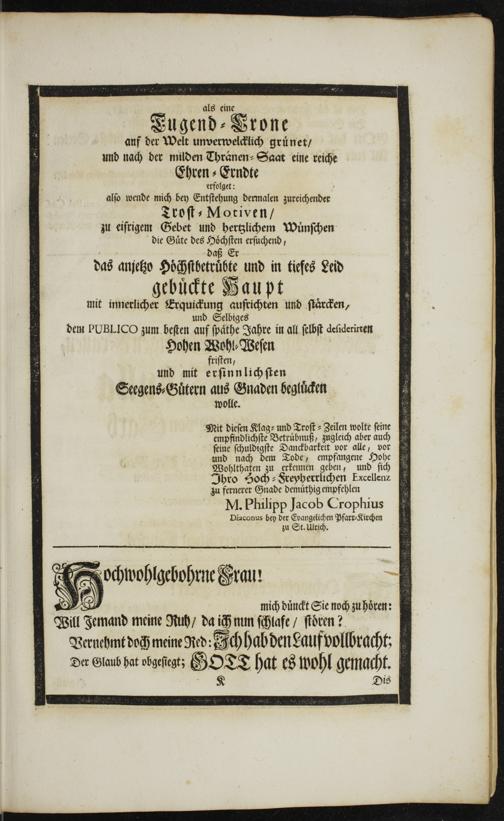 als eine
Tugend-Crone
auf der Welt unverwelcklich grünet/
und nach der milden Thränen-Saat eine reiche
Ehren-Erndte
erfolget:
also wende mich bey Entstehung dermalen zureichender
Trost-Motiven/
zu eifrigem Gebet und hertzlichem Wünschen
die Güte des Höchsten ersuchend,
daß Er
das anjetzo Höchstbetrübte und in tiefes Leid
gebückte Haupt
mit innerlicher Erquickung aufrichten und stärcken,
und Selbiges
dem PUBLICO zum besten auf späthe Jahre in all selbst desiderirten
Hohen Wohl-Wesen
fristen,
und mit ersinnlichsten
Seegens-Gütern aus Gnaden beglücken
wolle.
Mit diesen Klag- und Trost-Zeilen wolte seine
empfindlichste Betrübnuß, zugleich aber auch
seine schuldigste Danckbarkeit vor alle, vor
und nach dem Tode, empfangene Hohe
Wohlthaten zu erkennen geben, und sich
Ihro Hoch-Freyherrlichen Excellenz
zu fernerer Gnade demüthig empfehlen
M. Philipp Jacob Crophius
Diaconus bey der Evangelichen Pfarr-Kirchen
zu St. Ulrich.
Hochwohlgebohrne Frau!
mich dünckt Sie noch zu hören:
Will Jemand meine Ruh/ da ich nun schlafe/ stören?
Vernehmt doch meine Red: Ich hab den Lauf vollbracht;
Der Glaub hat obgesiegt; GOTT hat es wohl gemacht.
K Dis